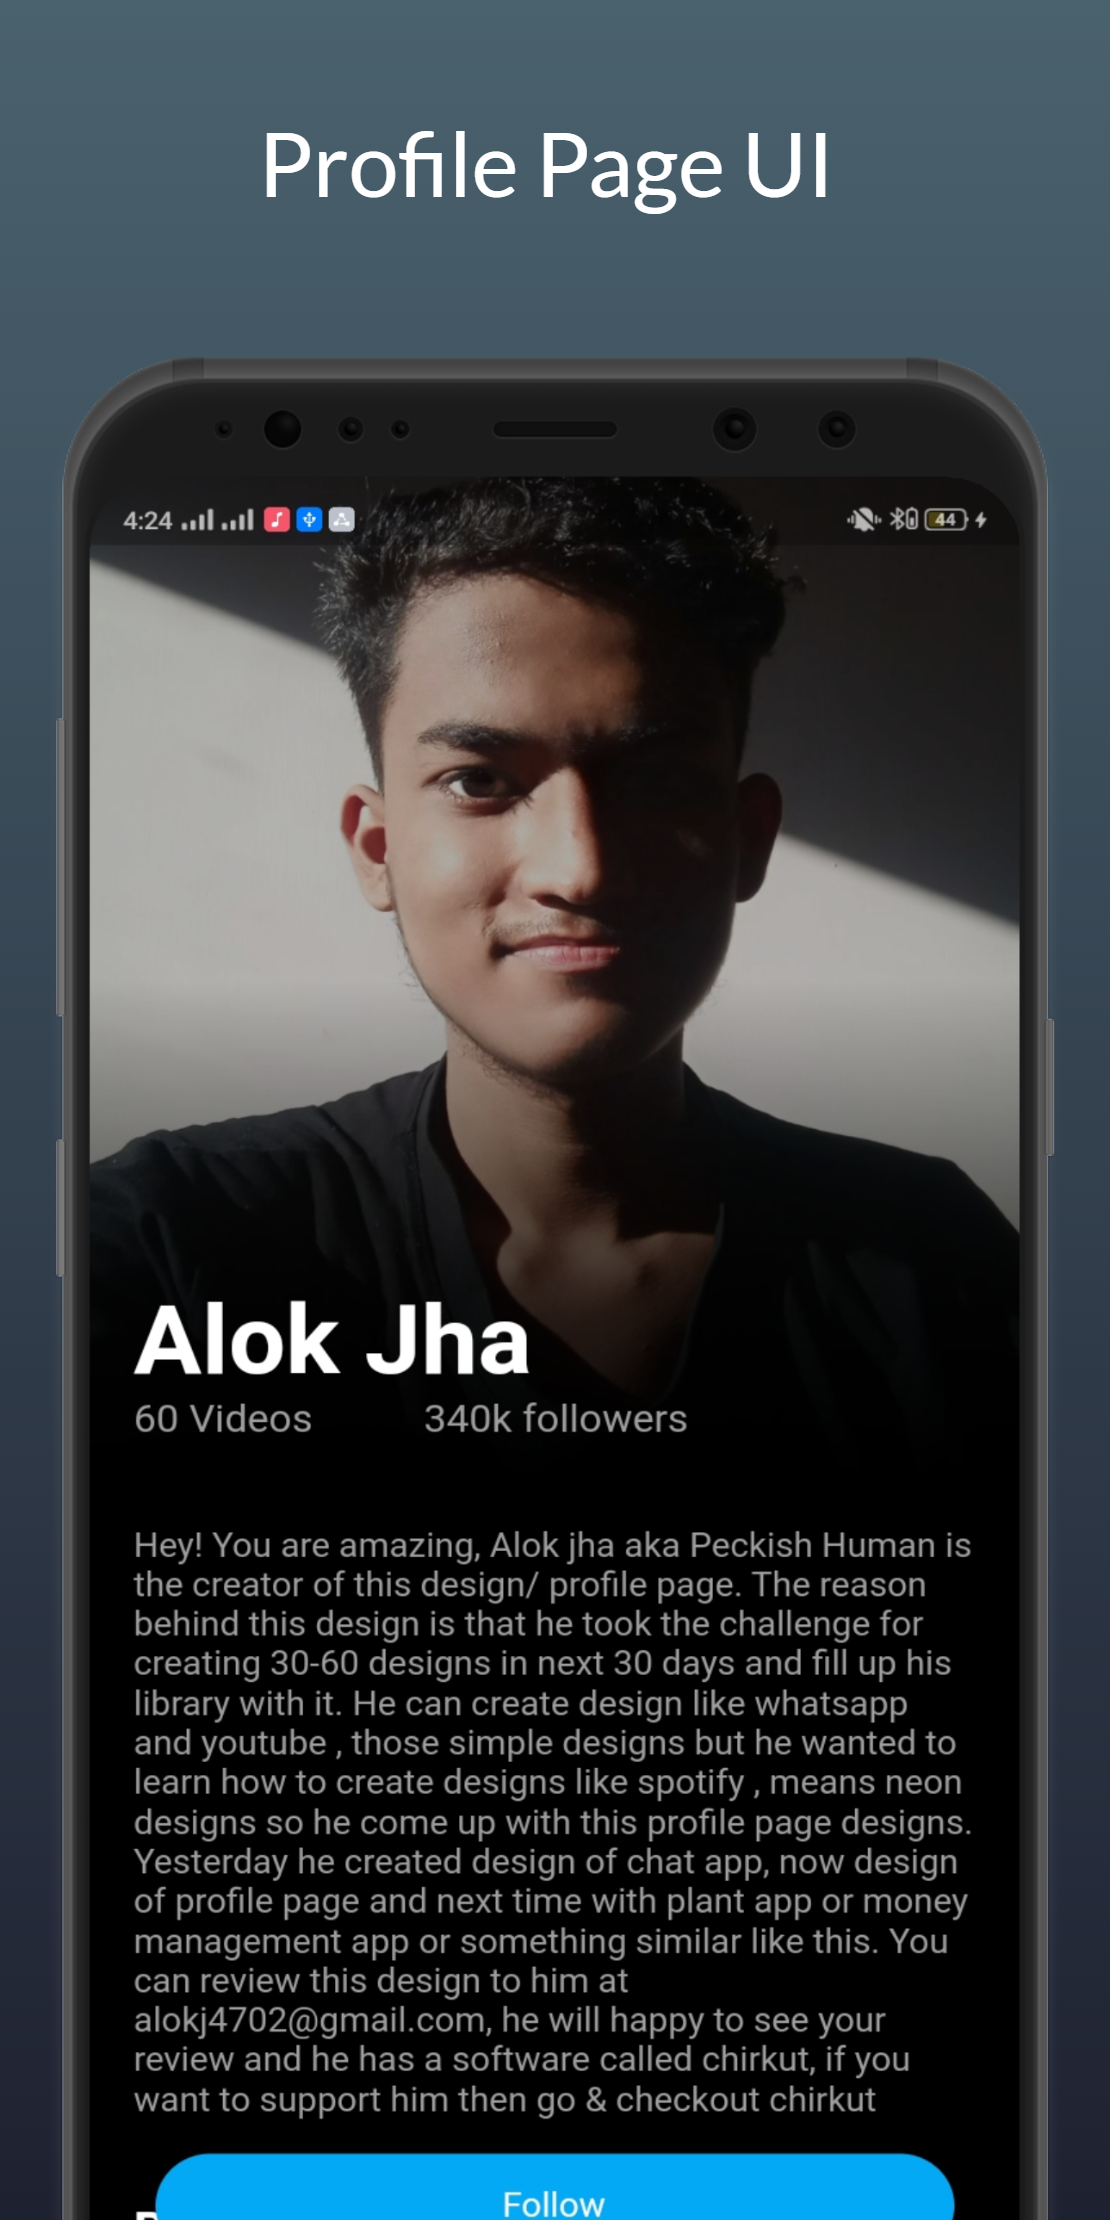 Profile Page UI
4:24
44
Alok Jha
60 Videos 340k followers
Hey! You are amazing, Alok jha aka Peckish Human is
the creator of this design/ profile page. The reason
behind this design is that he took the challenge for
creating 30-60 designs in next 30 days and fill up his
library with it. He can create design like whatsapp
and youtube , those simple designs but he wanted to
learn how to create designs like spotify , means neon
designs so he come up with this profile page designs.
Yesterday he created design of chat app, now design
of profile page and next time with plant app or money
management app or something similar like this. You
can review this design to him at
alokj4702@gmail.com, he will happy to see your
review and he has a software called chirkut, if you
want to support him then go & checkout chirkut
Follow